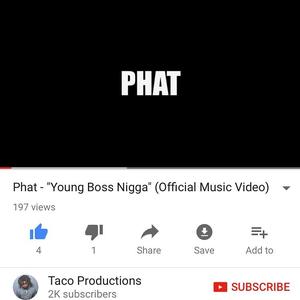 PHAT
Phat - "Young Boss Nigga" (Official Music Video)
197 views
4
1
Share
Save
Add to
Taco Productions
2K subscribers
SUBSCRIBE